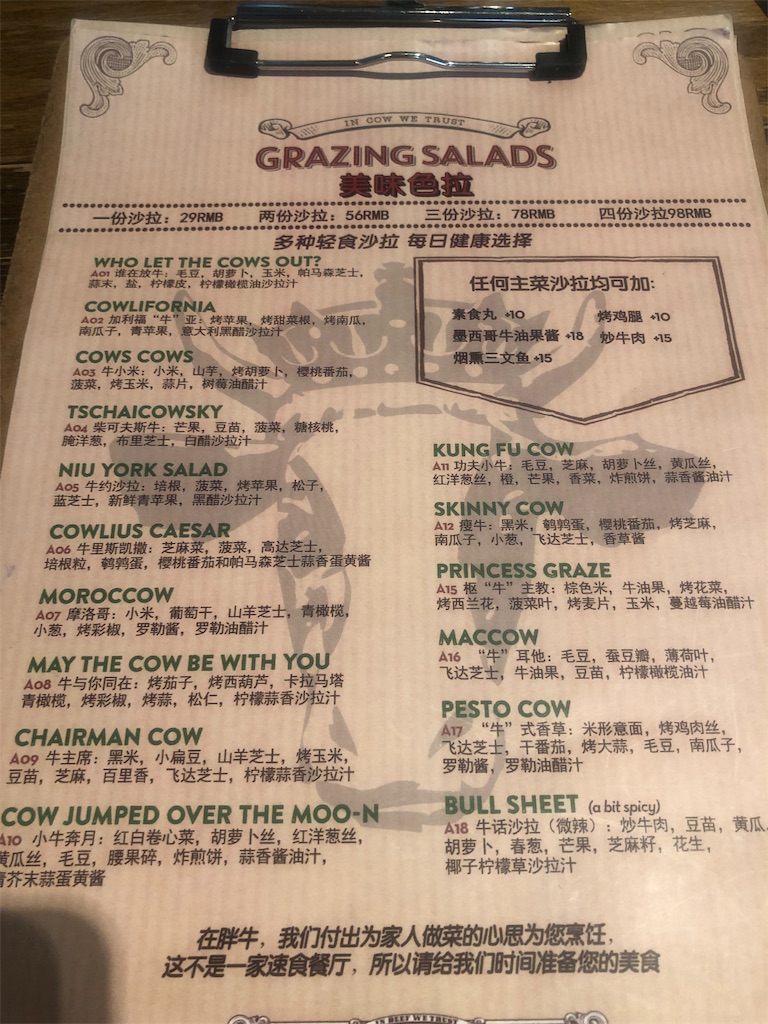 IN COW WE TRUST
GRAZING SALADS
美味色拉
一份沙拉：29RMB 两份沙拉：56RMB 三份沙拉：78RMB 四份沙拉98RMB
多种轻食沙拉 每日健康选择
WHO LET THE COWS OUT?
A01 谁在放牛：毛豆，胡萝卜，玉米，帕马森芝士，
蒜末，盐，柠檬皮，柠檬橄榄油沙拉汁
COWLIFORNIA
A02 加利福“牛”亚：烤苹果，烤甜菜根，烤南瓜，
南瓜子，青苹果，意大利黑醋沙拉汁
COWS COWS
A03 牛小米：小米，山芋，烤胡萝卜，樱桃番茄，
菠菜，烤玉米，蒜片，树莓油醋汁
TSCHAICOWSKY
A04 柴可夫斯牛：芒果，豆苗，菠菜，糖核桃，
腌洋葱，布里芝士，白醋沙拉汁
NIU YORK SALAD
A05 牛约沙拉：培根，菠菜，烤苹果，松子，
蓝芝士，新鲜青苹果，黑醋沙拉汁
COWLIUS CAESAR
A06 牛里斯凯撒：芝麻菜，菠菜，高达芝士，
培根粒，鹌鹑蛋，樱桃番茄和帕马森芝士蒜香蛋黄酱
MOROCCOW
A07 摩洛哥：小米，葡萄干，山羊芝士，青橄榄，
小葱，烤彩椒，罗勒酱，罗勒油醋汁
MAY THE COW BE WITH YOU
A08 牛与你同在：烤茄子，烤西葫芦，卡拉马塔
青橄榄，烤彩椒，烤蒜，松仁，柠檬蒜香沙拉汁
CHAIRMAN COW
A09 牛主席：黑米，小扁豆，山羊芝士，烤玉米，
豆苗，芝麻，百里香，飞达芝士，柠檬蒜香沙拉汁
COW JUMPED OVER THE MOO-N
A10 小牛奔月：红白卷心菜，胡萝卜丝，红洋葱丝，
黄瓜丝，毛豆，腰果碎，炸煎饼，蒜香酱油汁，
青芥末蒜蛋黄酱
任何主菜沙拉均可加:
素食丸 +10 烤鸡腿 +10
墨西哥牛油果酱 +18 炒牛肉 +15
烟熏三文鱼 +15
KUNG FU COW
A11 功夫小牛：毛豆，芝麻，胡萝卜丝，黄瓜丝，
红洋葱丝，橙，芒果，香菜，炸煎饼，蒜香酱油汁
SKINNY COW
A12 瘦牛：黑米，鹌鹑蛋，樱桃番茄，烤芝麻，
南瓜子，小葱，飞达芝士，香草酱
PRINCESS GRAZE
A15 枢“牛”主教：棕色米，牛油果，烤花菜，
烤西兰花，菠菜叶，烤麦片，玉米，蔓越莓油醋汁
MACCOW
A16 “牛”耳他：毛豆，蚕豆瓣，薄荷叶，
飞达芝士，牛油果，豆苗，柠檬橄榄油汁
PESTO COW
A17 “牛”式香草：米形意面，烤鸡肉丝，
飞达芝士，干番茄，烤大蒜，毛豆，南瓜子，
罗勒酱，罗勒油醋汁
BULL SHEET (a bit spicy)
A18 牛话沙拉（微辣）：炒牛肉，豆苗，黄瓜，
胡萝卜，春葱，芒果，芝麻籽，花生，
椰子柠檬草沙拉汁
在胖牛，我们付出为家人做菜的心思为您烹饪，
这不是一家速食餐厅，所以请给我们时间准备您的美食
IN BEEF WE TRUST